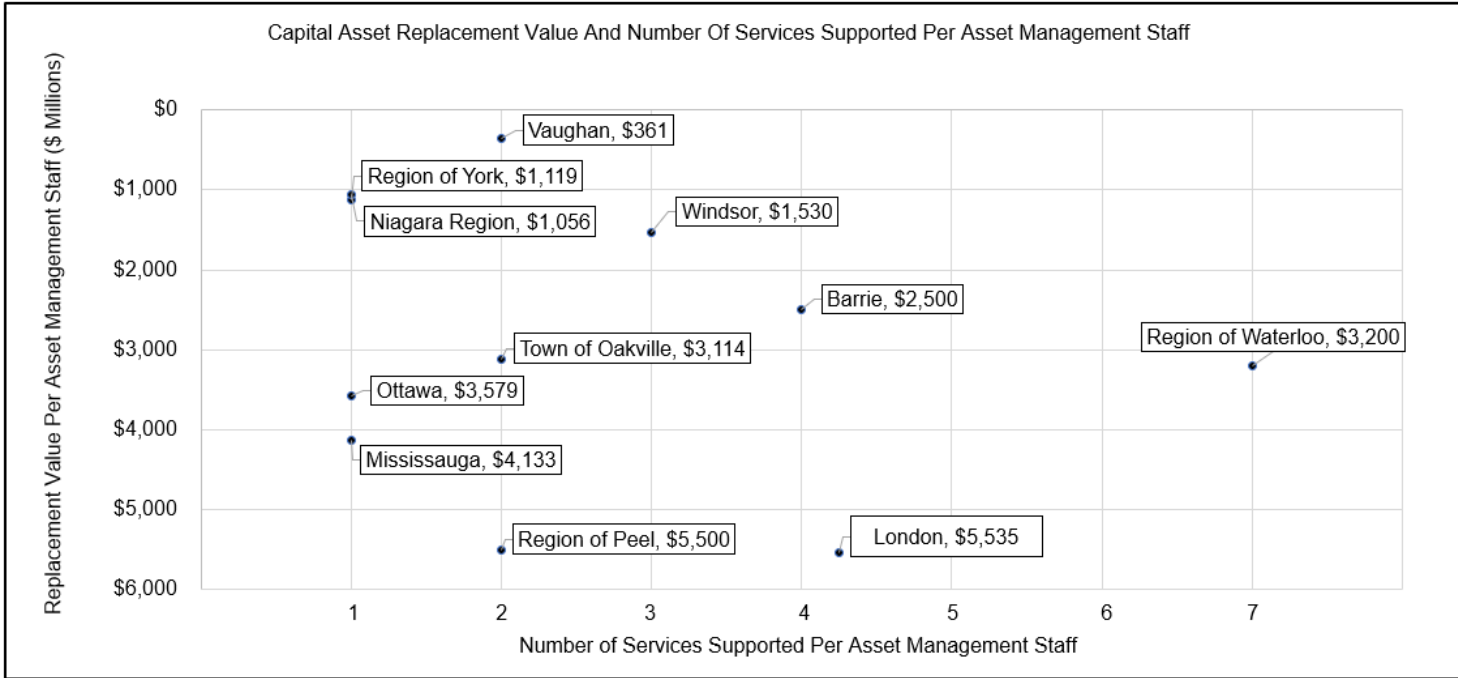 Capital Asset Replacement Value And Number Of Services Supported Per Asset Management Staff
Replacement Value Per Asset Management Staff ($ Millions)
$0
Vaughan, $361
Region of York, $1,119
$1,000
Niagara Region, $1,056
Windsor, $1,530
$2,000
Barrie, $2,500
Region of Waterloo, $3,200
$3,000
Town of Oakville, $3,114
Ottawa, $3,579
$4,000
Mississauga, $4,133
$5,000
Region of Peel, $5,500
London, $5,535
$6,000
1 2 3 4 5 6 7
Number of Services Supported Per Asset Management Staff